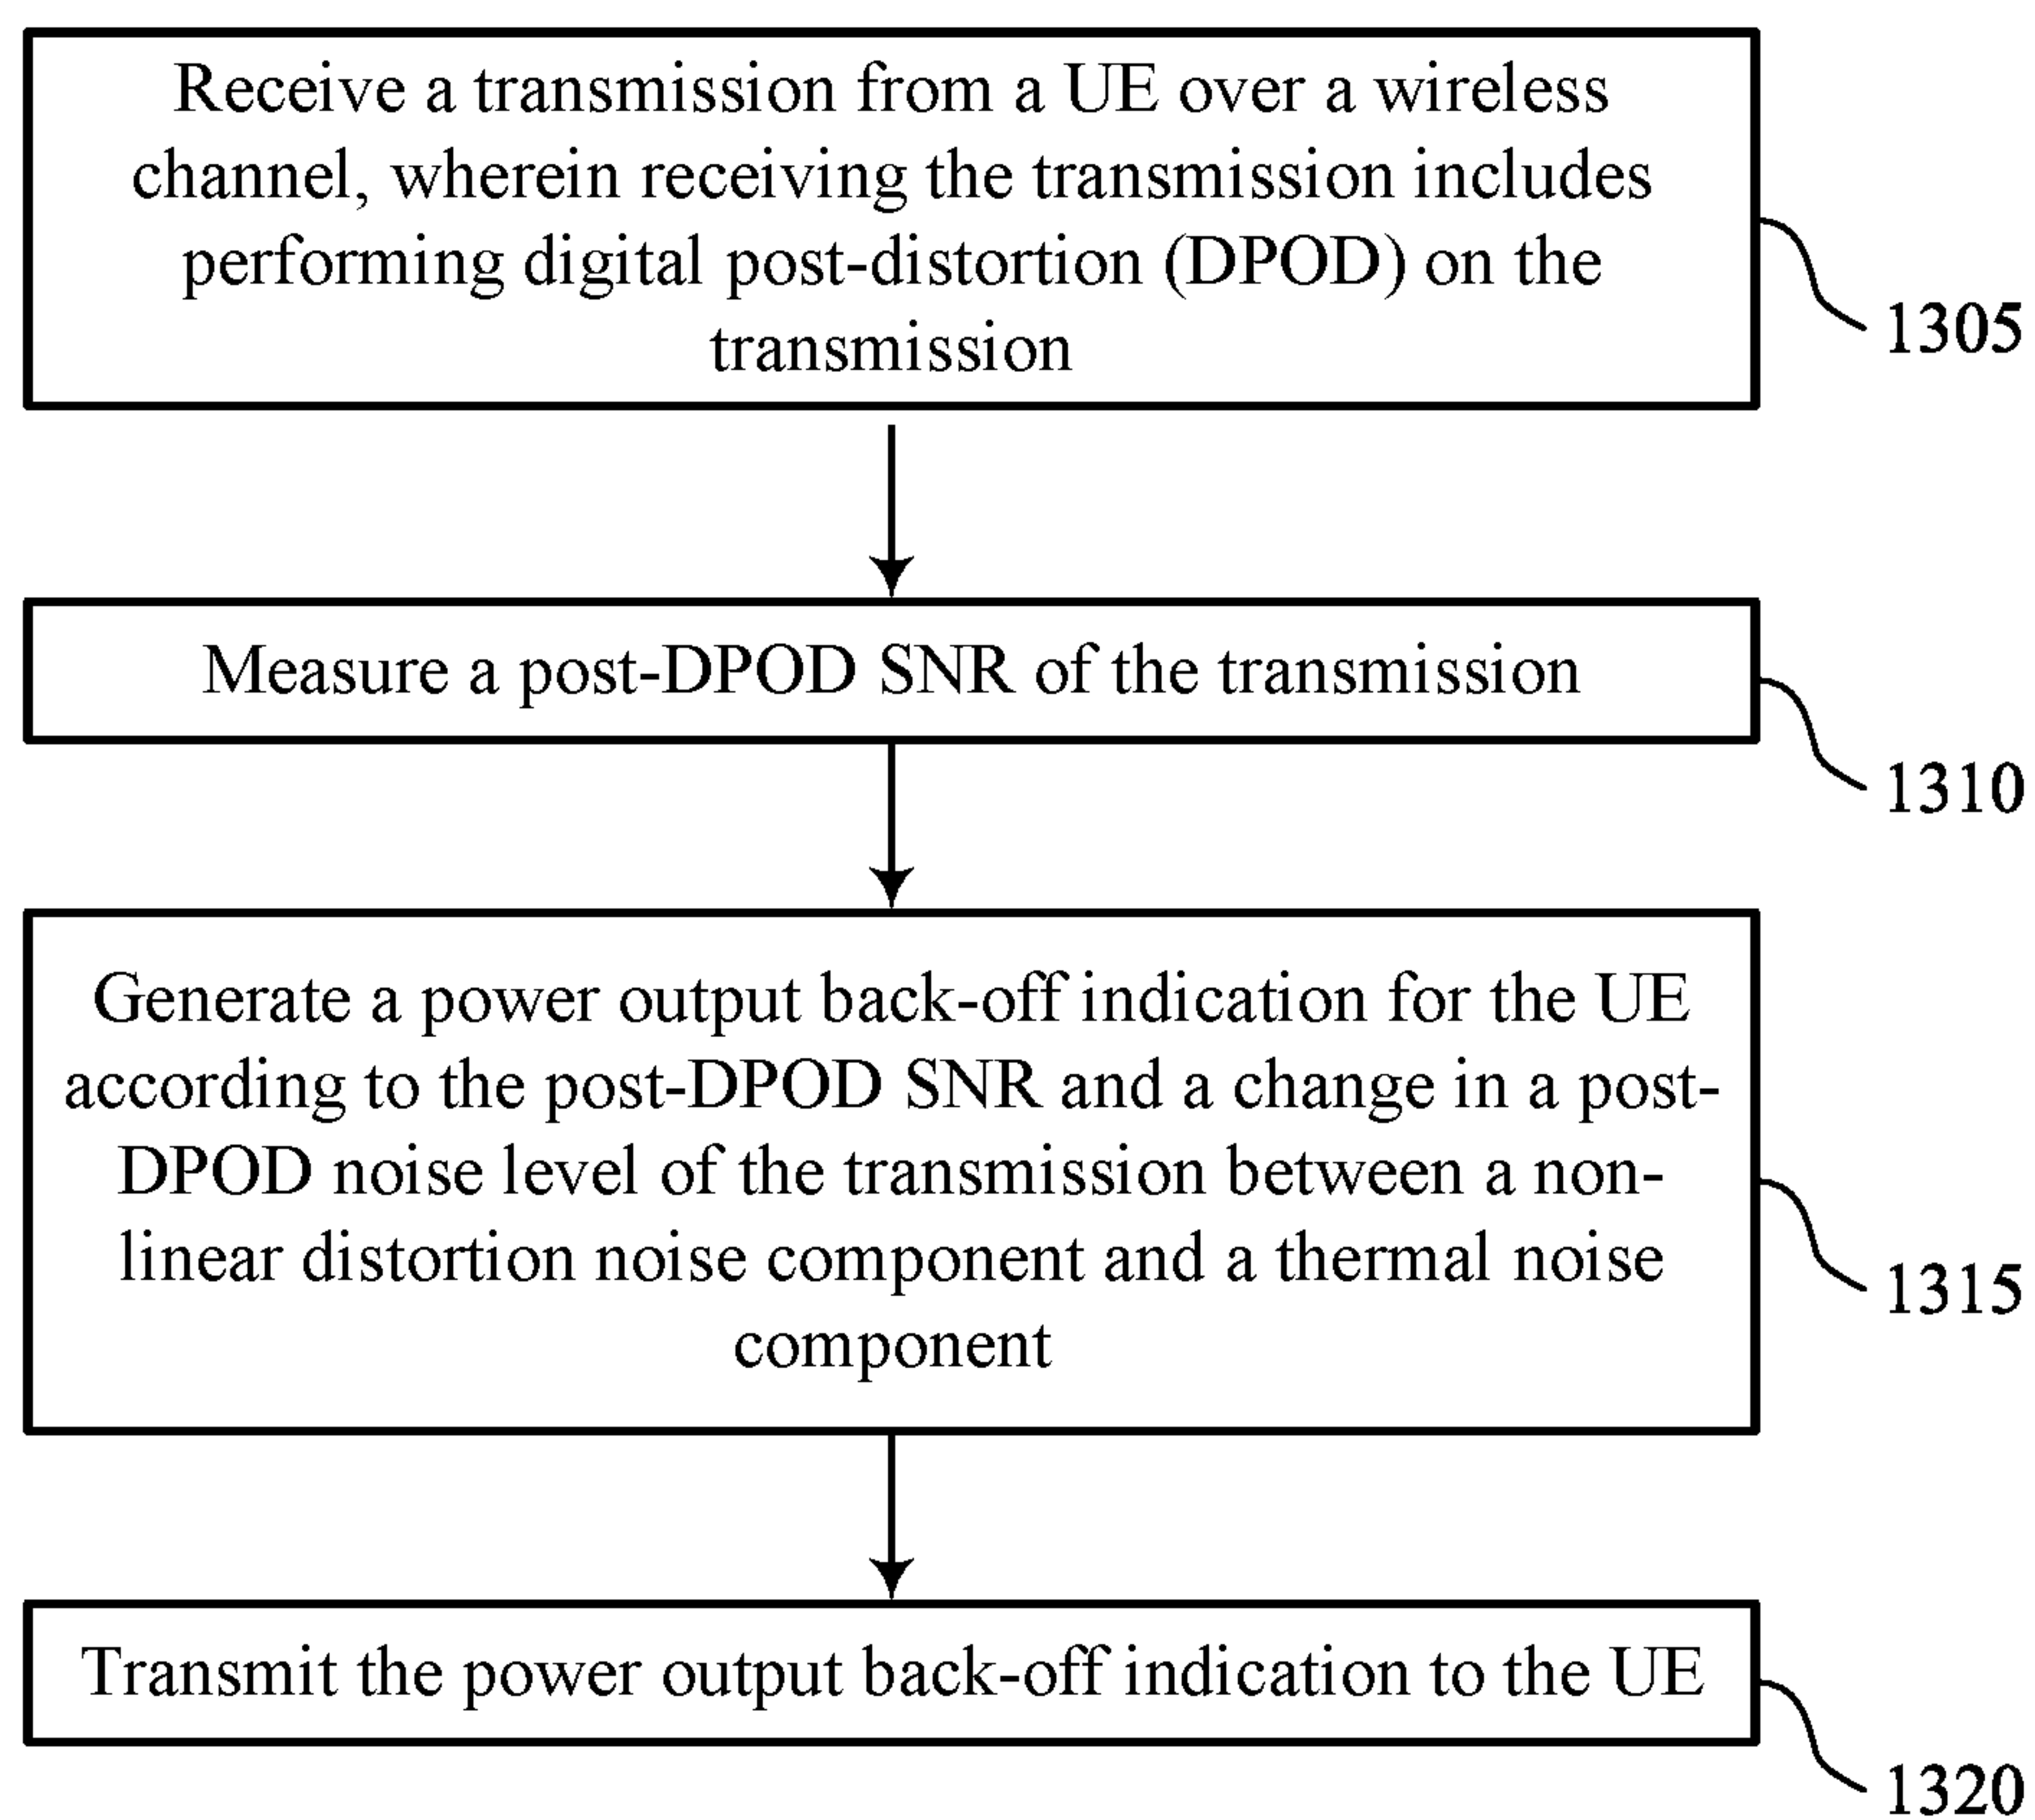 Receive a transmission from a UE over a wireless
channel, wherein receiving the transmission includes
performing digital post-distortion (DPOD) on the
transmission
1305
Measure a post-DPOD SNR of the transmission
1310
Generate a power output back-off indication for the UE
according to the post-DPOD SNR and a change in a post-
DPOD noise level of the transmission between a non-
linear distortion noise component and a thermal noise
component
1315
Transmit the power output back-off indication to the UE
1320